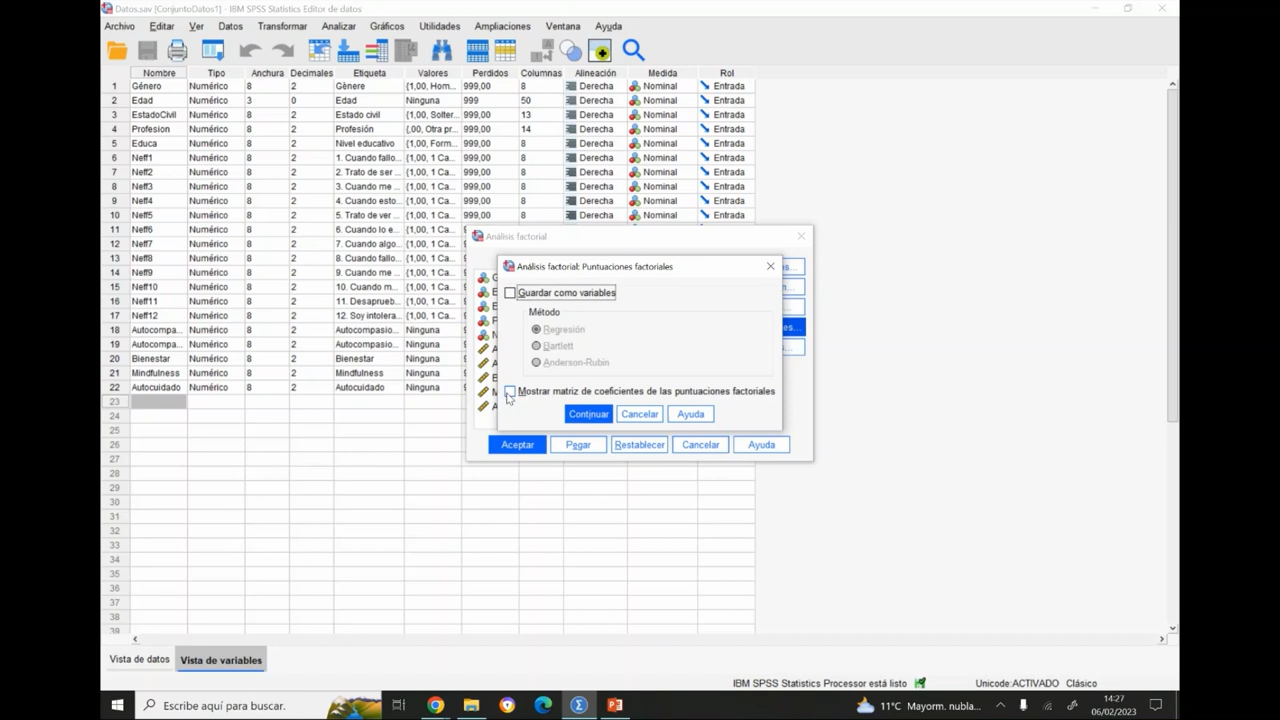 Datos.sav [ConjuntoDatos1] - IBM SPSS Statistics Editor de datos
Archivo Editar Ver Datos Transformar Analizar Gráficos Utilidades Ampliaciones Ventana Ayuda
Nombre Tipo Anchura Decimales Etiqueta Valores Perdidos Columnas Alineación Medida Rol
1 Género Numérico 8 2 Gènere {1,00, Hom... 999,00 8 Derecha Nominal Entrada
2 Edad Numérico 3 0 Edad Ninguna 999 50 Derecha Nominal Entrada
3 EstadoCivil Numérico 8 2 Estado civil {1,00, Solter... 999,00 13 Derecha Nominal Entrada
4 Profesion Numérico 8 2 Profesión {,00, Otra pr... 999,00 14 Derecha Nominal Entrada
5 Educa Numérico 8 2 Nivel educativo {1,00, Form... 999,00 8 Derecha Nominal Entrada
6 Neff1 Numérico 8 2 1. Cuando fallo... {1,00, 1 Ca... 999,00 8 Derecha Nominal Entrada
7 Neff2 Numérico 8 2 2. Trato de ser ... {1,00, 1 Ca... 999,00 8 Derecha Nominal Entrada
8 Neff3 Numérico 8 2 3. Cuando me ... {1,00, 1 Ca... 999,00 8 Derecha Nominal Entrada
9 Neff4 Numérico 8 2 4. Cuando esto... {1,00, 1 Ca... 999,00 8 Derecha Nominal Entrada
10 Neff5 Numérico 8 2 5. Trato de ver ... {1,00, 1 Ca... 999,00 8 Derecha Nominal Entrada
11 Neff6 Numérico 8 2 6. Cuando lo e... {1,00, 1 Ca...
12 Neff7 Numérico 8 2 7. Cuando algo... {1,00, 1 Ca...
13 Neff8 Numérico 8 2 8. Cuando fallo... {1,00, 1 Ca...
14 Neff9 Numérico 8 2 9. Cuando me ... {1,00, 1 Ca...
15 Neff10 Numérico 8 2 10. Cuando m... {1,00, 1 Ca...
16 Neff11 Numérico 8 2 11. Desaprueb... {1,00, 1 Ca...
17 Neff12 Numérico 8 2 12. Soy intolera... {1,00, 1 Ca...
18 Autocompa... Numérico 8 2 Autocompasio... Ninguna
19 Autocompa... Numérico 8 2 Autocompasio... Ninguna
20 Bienestar Numérico 8 2 Bienestar Ninguna
21 Mindfulness Numérico 8 2 Mindfulness Ninguna
22 Autocuidado Numérico 8 2 Autocuidado Ninguna
23
24
25
26
27
28
29
30
31
32
33
34
35
36
37
38
39
Análisis factorial
Análisis factorial: Puntuaciones factoriales
Guardar como variables
Método
Regresión
Bartlett
Anderson-Rubin
Mostrar matriz de coeficientes de las puntuaciones factoriales
Continuar Cancelar Ayuda
Aceptar Pegar Restablecer Cancelar Ayuda
Vista de datos Vista de variables
IBM SPSS Statistics Processor está listo Unicode:ACTIVADO Clásico
Escribe aquí para buscar. 11°C Mayorm. nubla... 14:27
06/02/2023